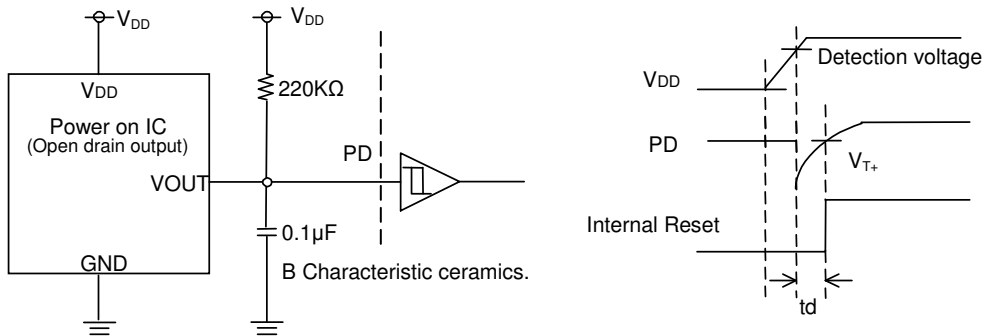 VDD
VDD
VDD
Power on IC
(Open drain output)
VOUT
GND
220KΩ
PD
0.1µF
B Characteristic ceramics.
Detection voltage
VDD
PD
VT+
Internal Reset
td